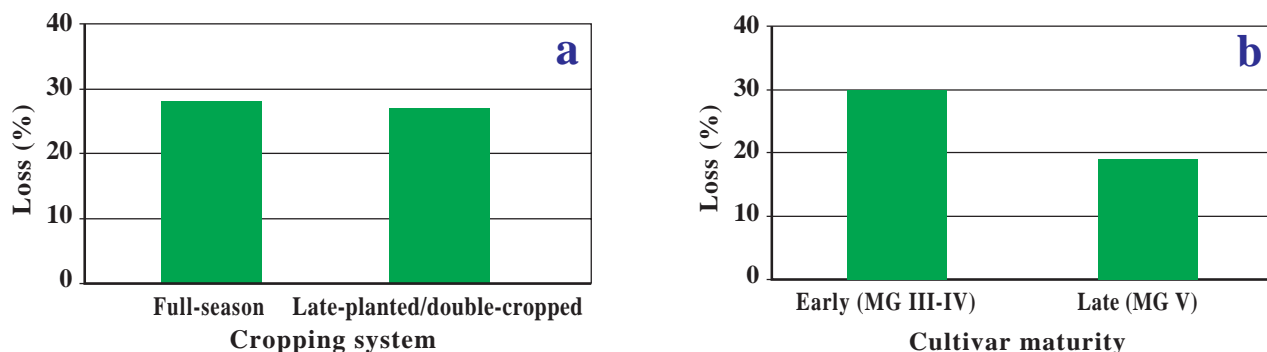 a
Loss (%)
40
30
20
10
0
Full-season Late-planted/double-cropped
Cropping system
b
Loss (%)
40
30
20
10
0
Early (MG III-IV) Late (MG V)
Cultivar maturity